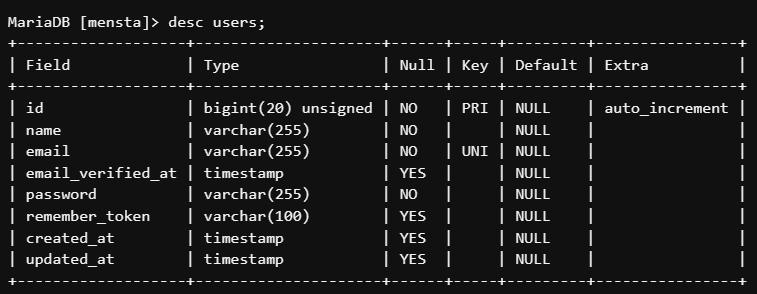 MariaDB [mensta]> desc users;
+-------------------+---------------------+------+-----+---------+----------------+
| Field             | Type                | Null | Key | Default | Extra          |
+-------------------+---------------------+------+-----+---------+----------------+
| id                | bigint(20) unsigned | NO   | PRI | NULL    | auto_increment |
| name              | varchar(255)        | NO   |     | NULL    |                |
| email             | varchar(255)        | NO   | UNI | NULL    |                |
| email_verified_at | timestamp           | YES  |     | NULL    |                |
| password          | varchar(255)        | NO   |     | NULL    |                |
| remember_token    | varchar(100)        | YES  |     | NULL    |                |
| created_at        | timestamp           | YES  |     | NULL    |                |
| updated_at        | timestamp           | YES  |     | NULL    |                |
+-------------------+---------------------+------+-----+---------+----------------+